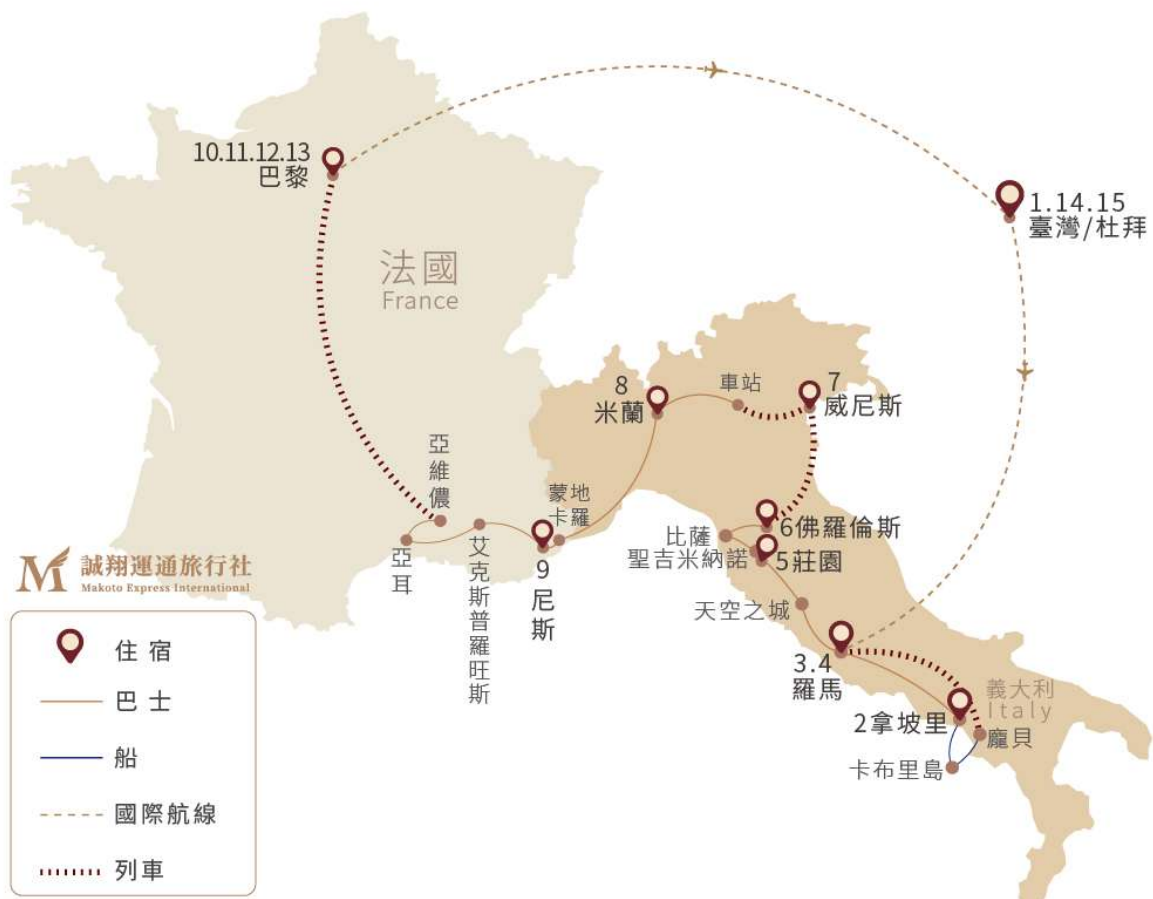 10.11.12.13
巴黎
1.14.15
臺灣/杜拜
法國
France
8
米蘭
車站
7
威尼斯
亞維儂
蒙地
卡羅
6佛羅倫斯
比薩
聖吉米納諾
5莊園
亞耳
艾克斯普羅旺斯
9
尼斯
天空之城
3.4
羅馬
義大利
Italy
2拿坡里
龐貝
卡布里島
誠翔運通旅行社
Makoto Express International
住宿
巴士
船
國際航線
列車